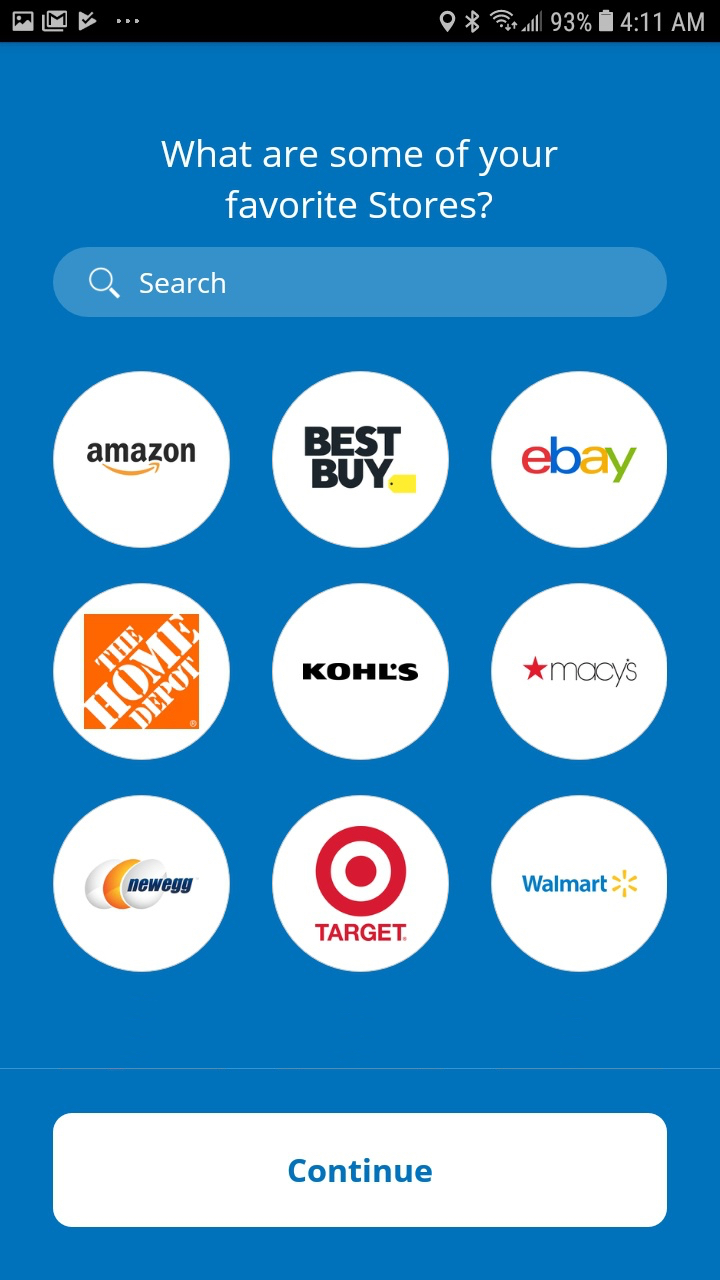 93% 4:11 AM
What are some of your
favorite Stores?
Search
amazon
BEST
BUY
ebay
THE
HOME
DEPOT
®
KOHL'S
macy's
newegg
TARGET
Walmart
Continue